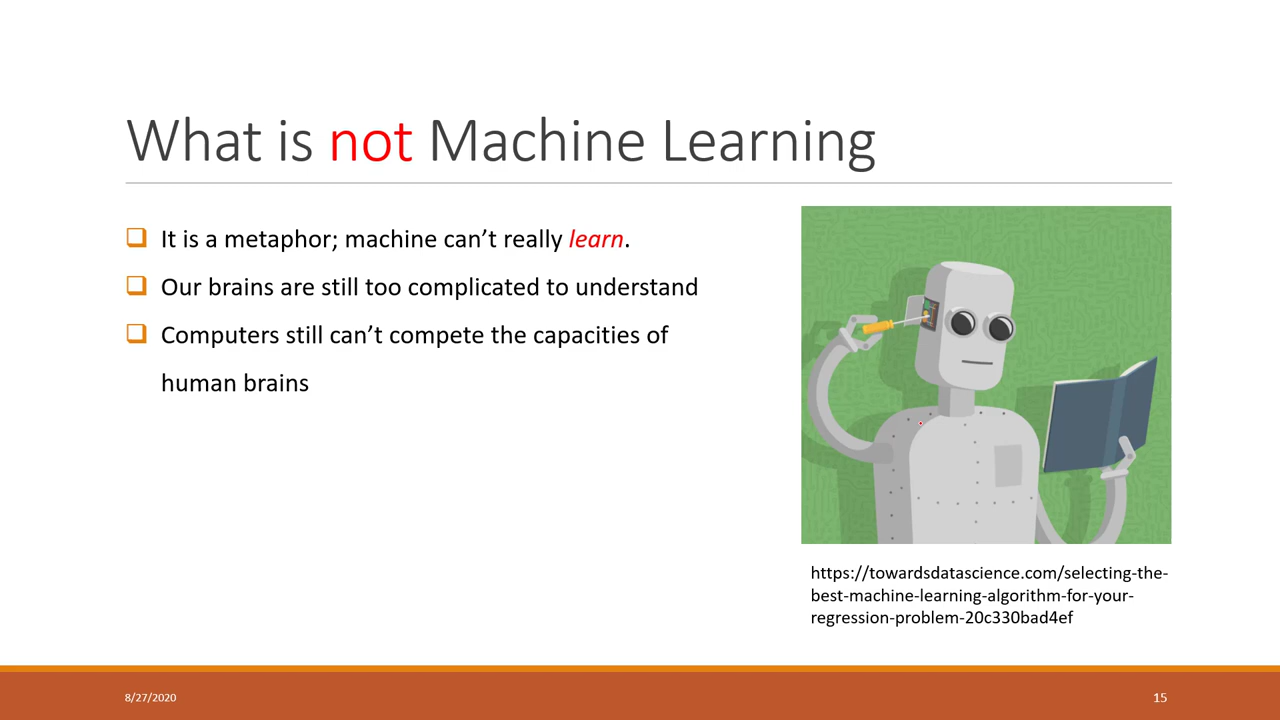 What is not Machine Learning
❑ It is a metaphor; machine can’t really learn.
❑ Our brains are still too complicated to understand
❑ Computers still can’t compete the capacities of
human brains
https://towardsdatascience.com/selecting-the-
best-machine-learning-algorithm-for-your-
regression-problem-20c330bad4ef
8/27/2020
15